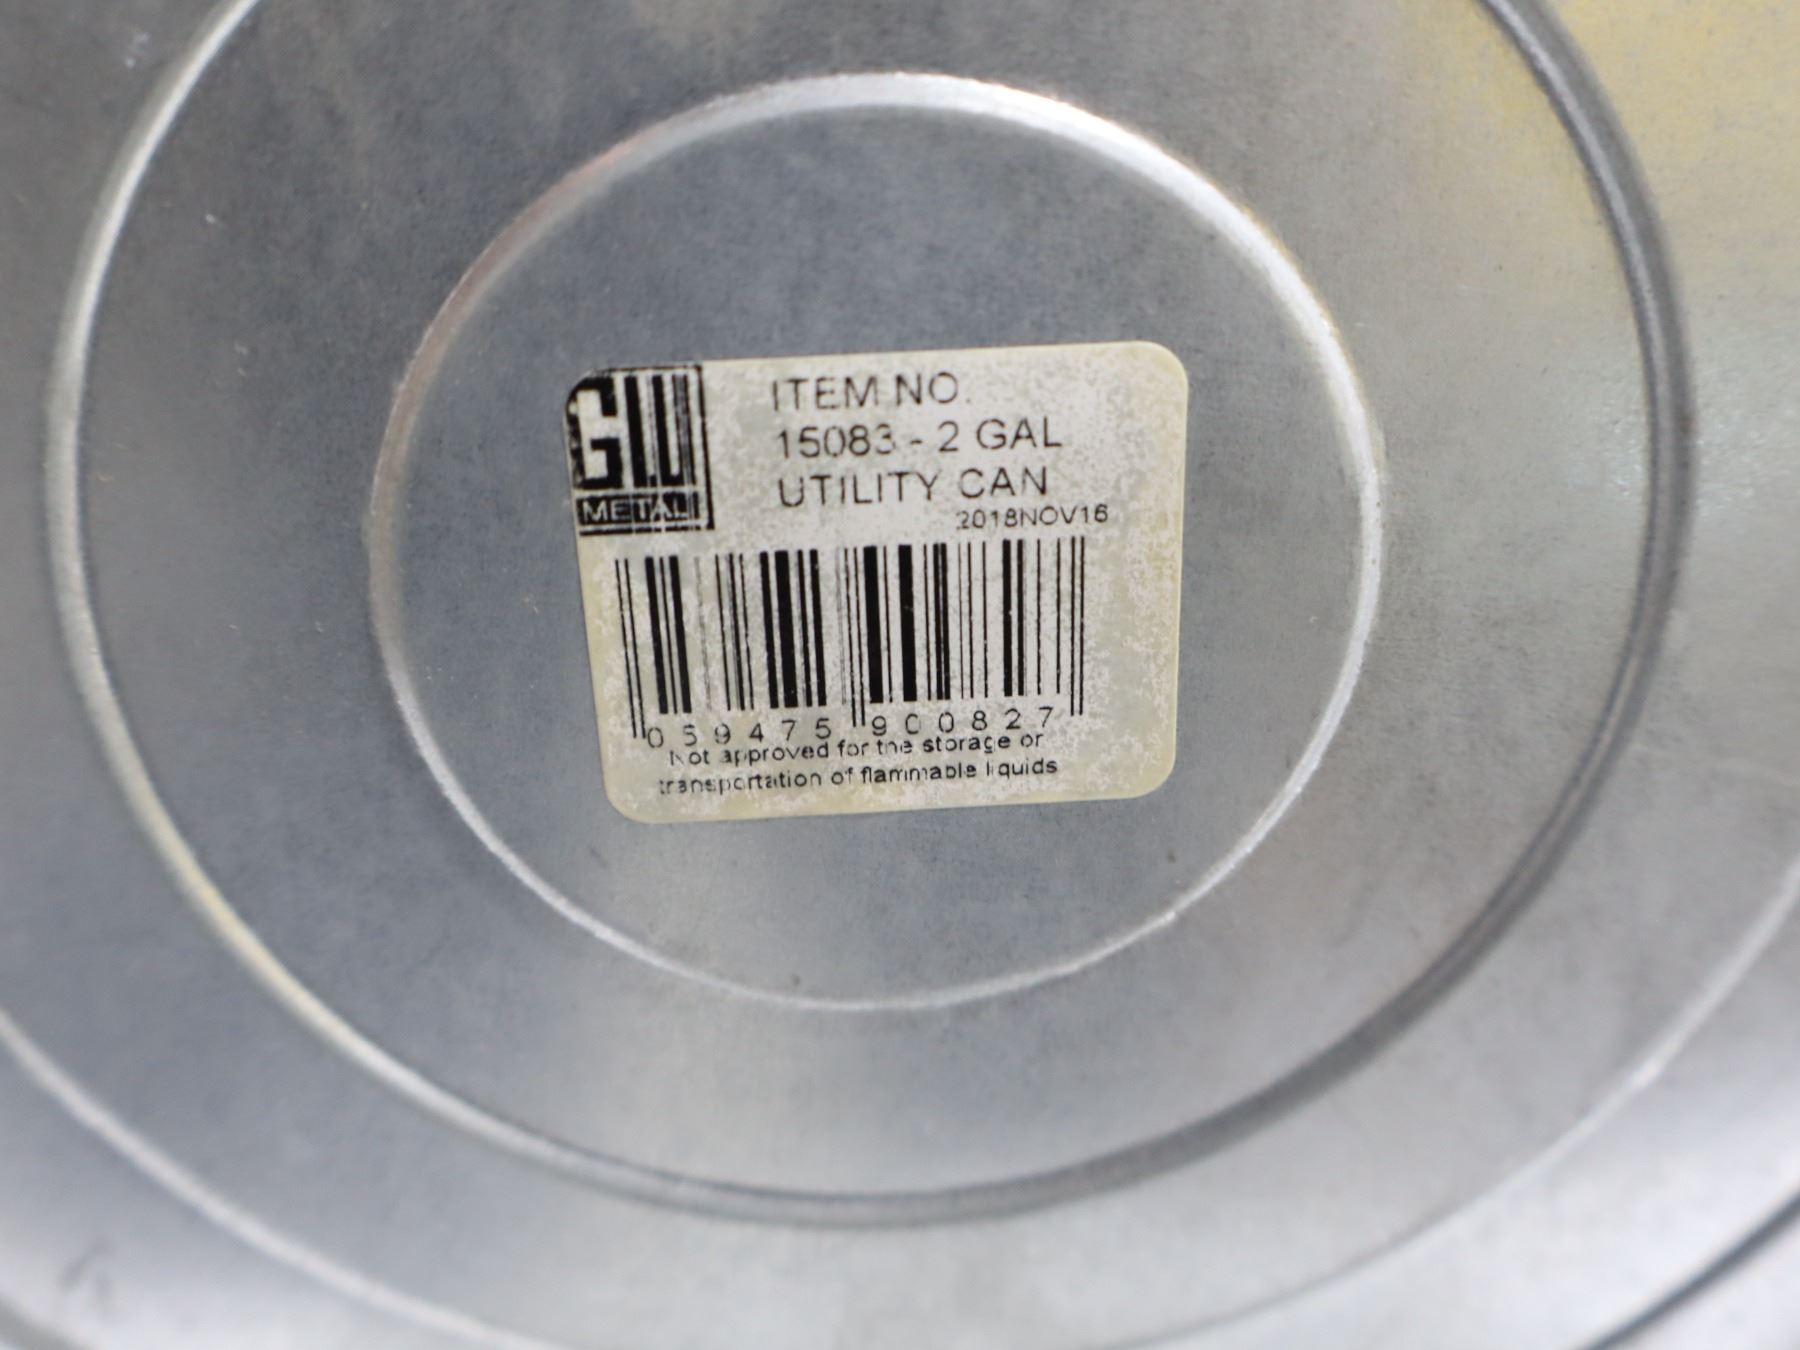 GLW
METAL
ITEM NO.
15083 - 2 GAL
UTILITY CAN
2018NOV16
0 59475 900827
Not approved for the storage or
transportation of flammable liquids